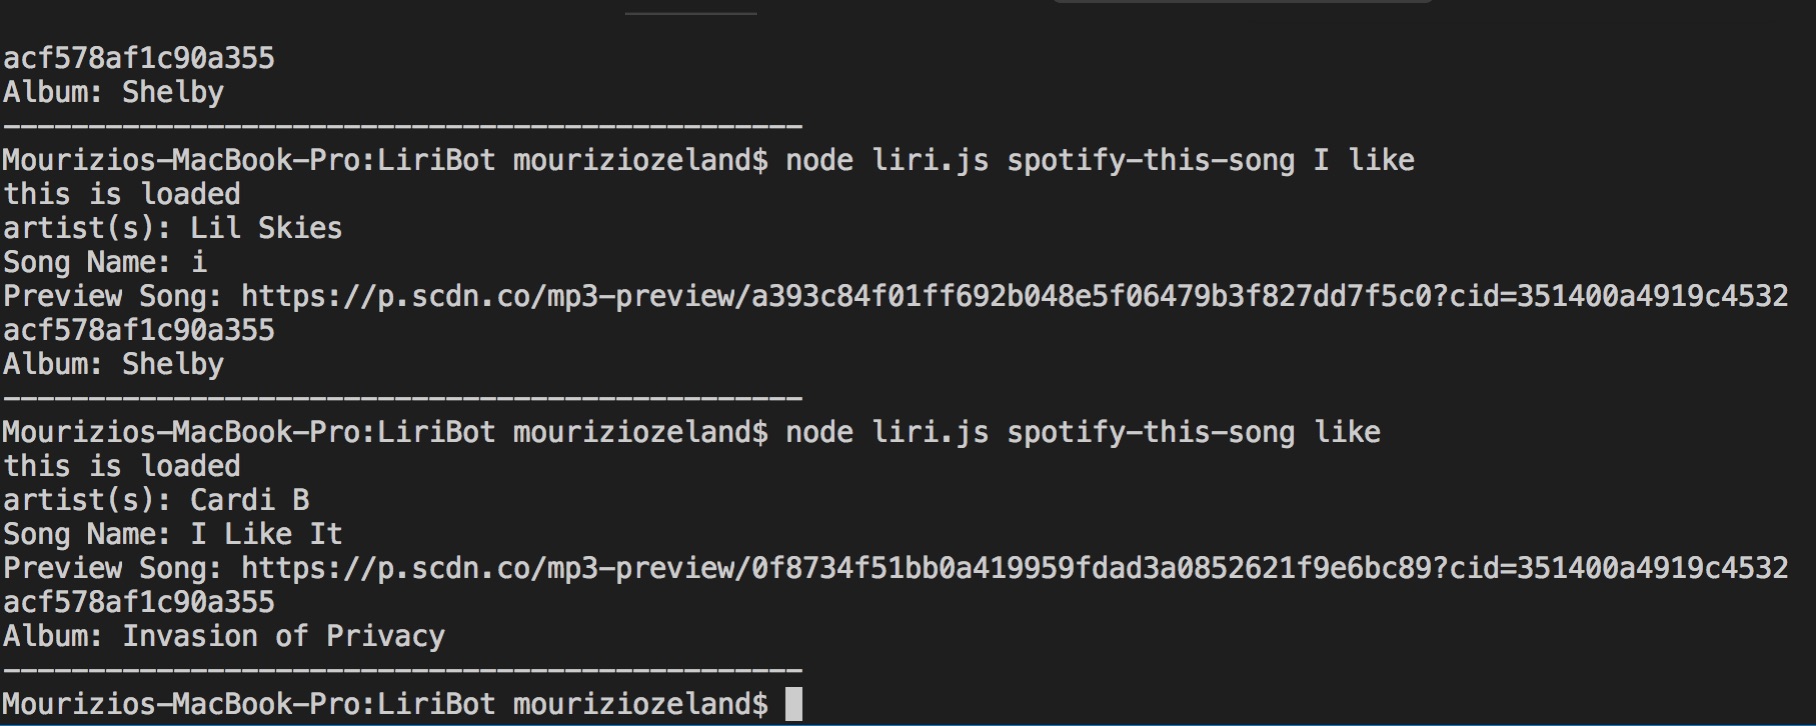 acf578af1c90a355
Album: Shelby
-----------------------------------------------
Mourizios-MacBook-Pro:LiriBot mouriziozeland$ node liri.js spotify-this-song I like
this is loaded
artist(s): Lil Skies
Song Name: i
Preview Song: https://p.scdn.co/mp3-preview/a393c84f01ff692b048e5f06479b3f827dd7f5c0?cid=351400a4919c4532
acf578af1c90a355
Album: Shelby
-----------------------------------------------
Mourizios-MacBook-Pro:LiriBot mouriziozeland$ node liri.js spotify-this-song like
this is loaded
artist(s): Cardi B
Song Name: I Like It
Preview Song: https://p.scdn.co/mp3-preview/0f8734f51bb0a419959fdad3a0852621f9e6bc89?cid=351400a4919c4532
acf578af1c90a355
Album: Invasion of Privacy
-----------------------------------------------
Mourizios-MacBook-Pro:LiriBot mouriziozeland$